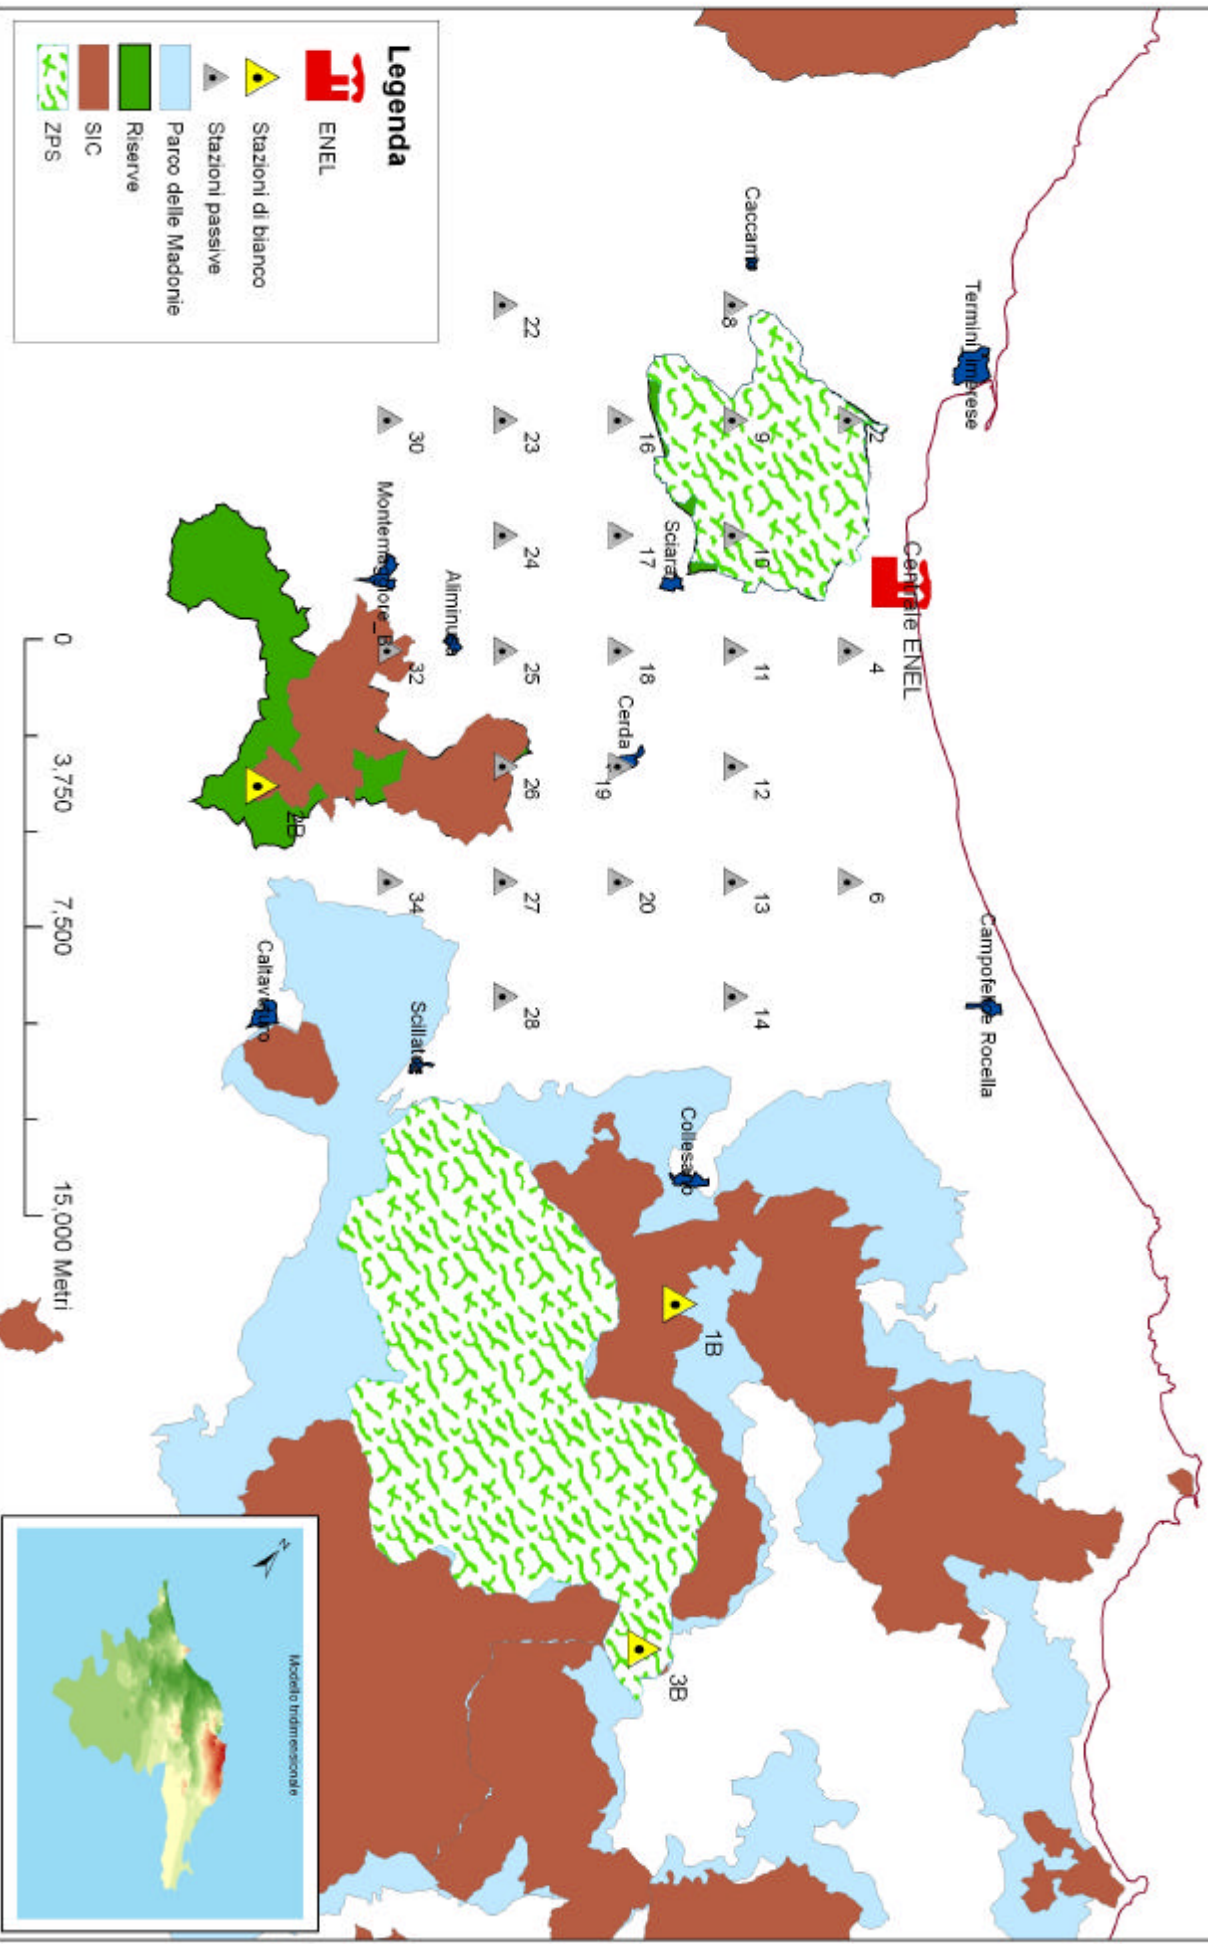 Termini Imerese
Campofelice Rocella
Centrale ENEL
2
4
6
Caccamo
8
9
10
11
12
13
14
1B
Collesano
Sciara
3B
16
17
18
20
Cerda
19
22
23
24
25
26
27
28
Aliminusa
Scillato
30
32
34
Montemaggiore_B
2B
Caltavuturo
Legenda
ENEL
Stazioni di bianco
Stazioni passive
Parco delle Madonie
Riserve
SIC
ZPS
0 3,750 7,500 15,000 Metri
Modello tridimensionale
N